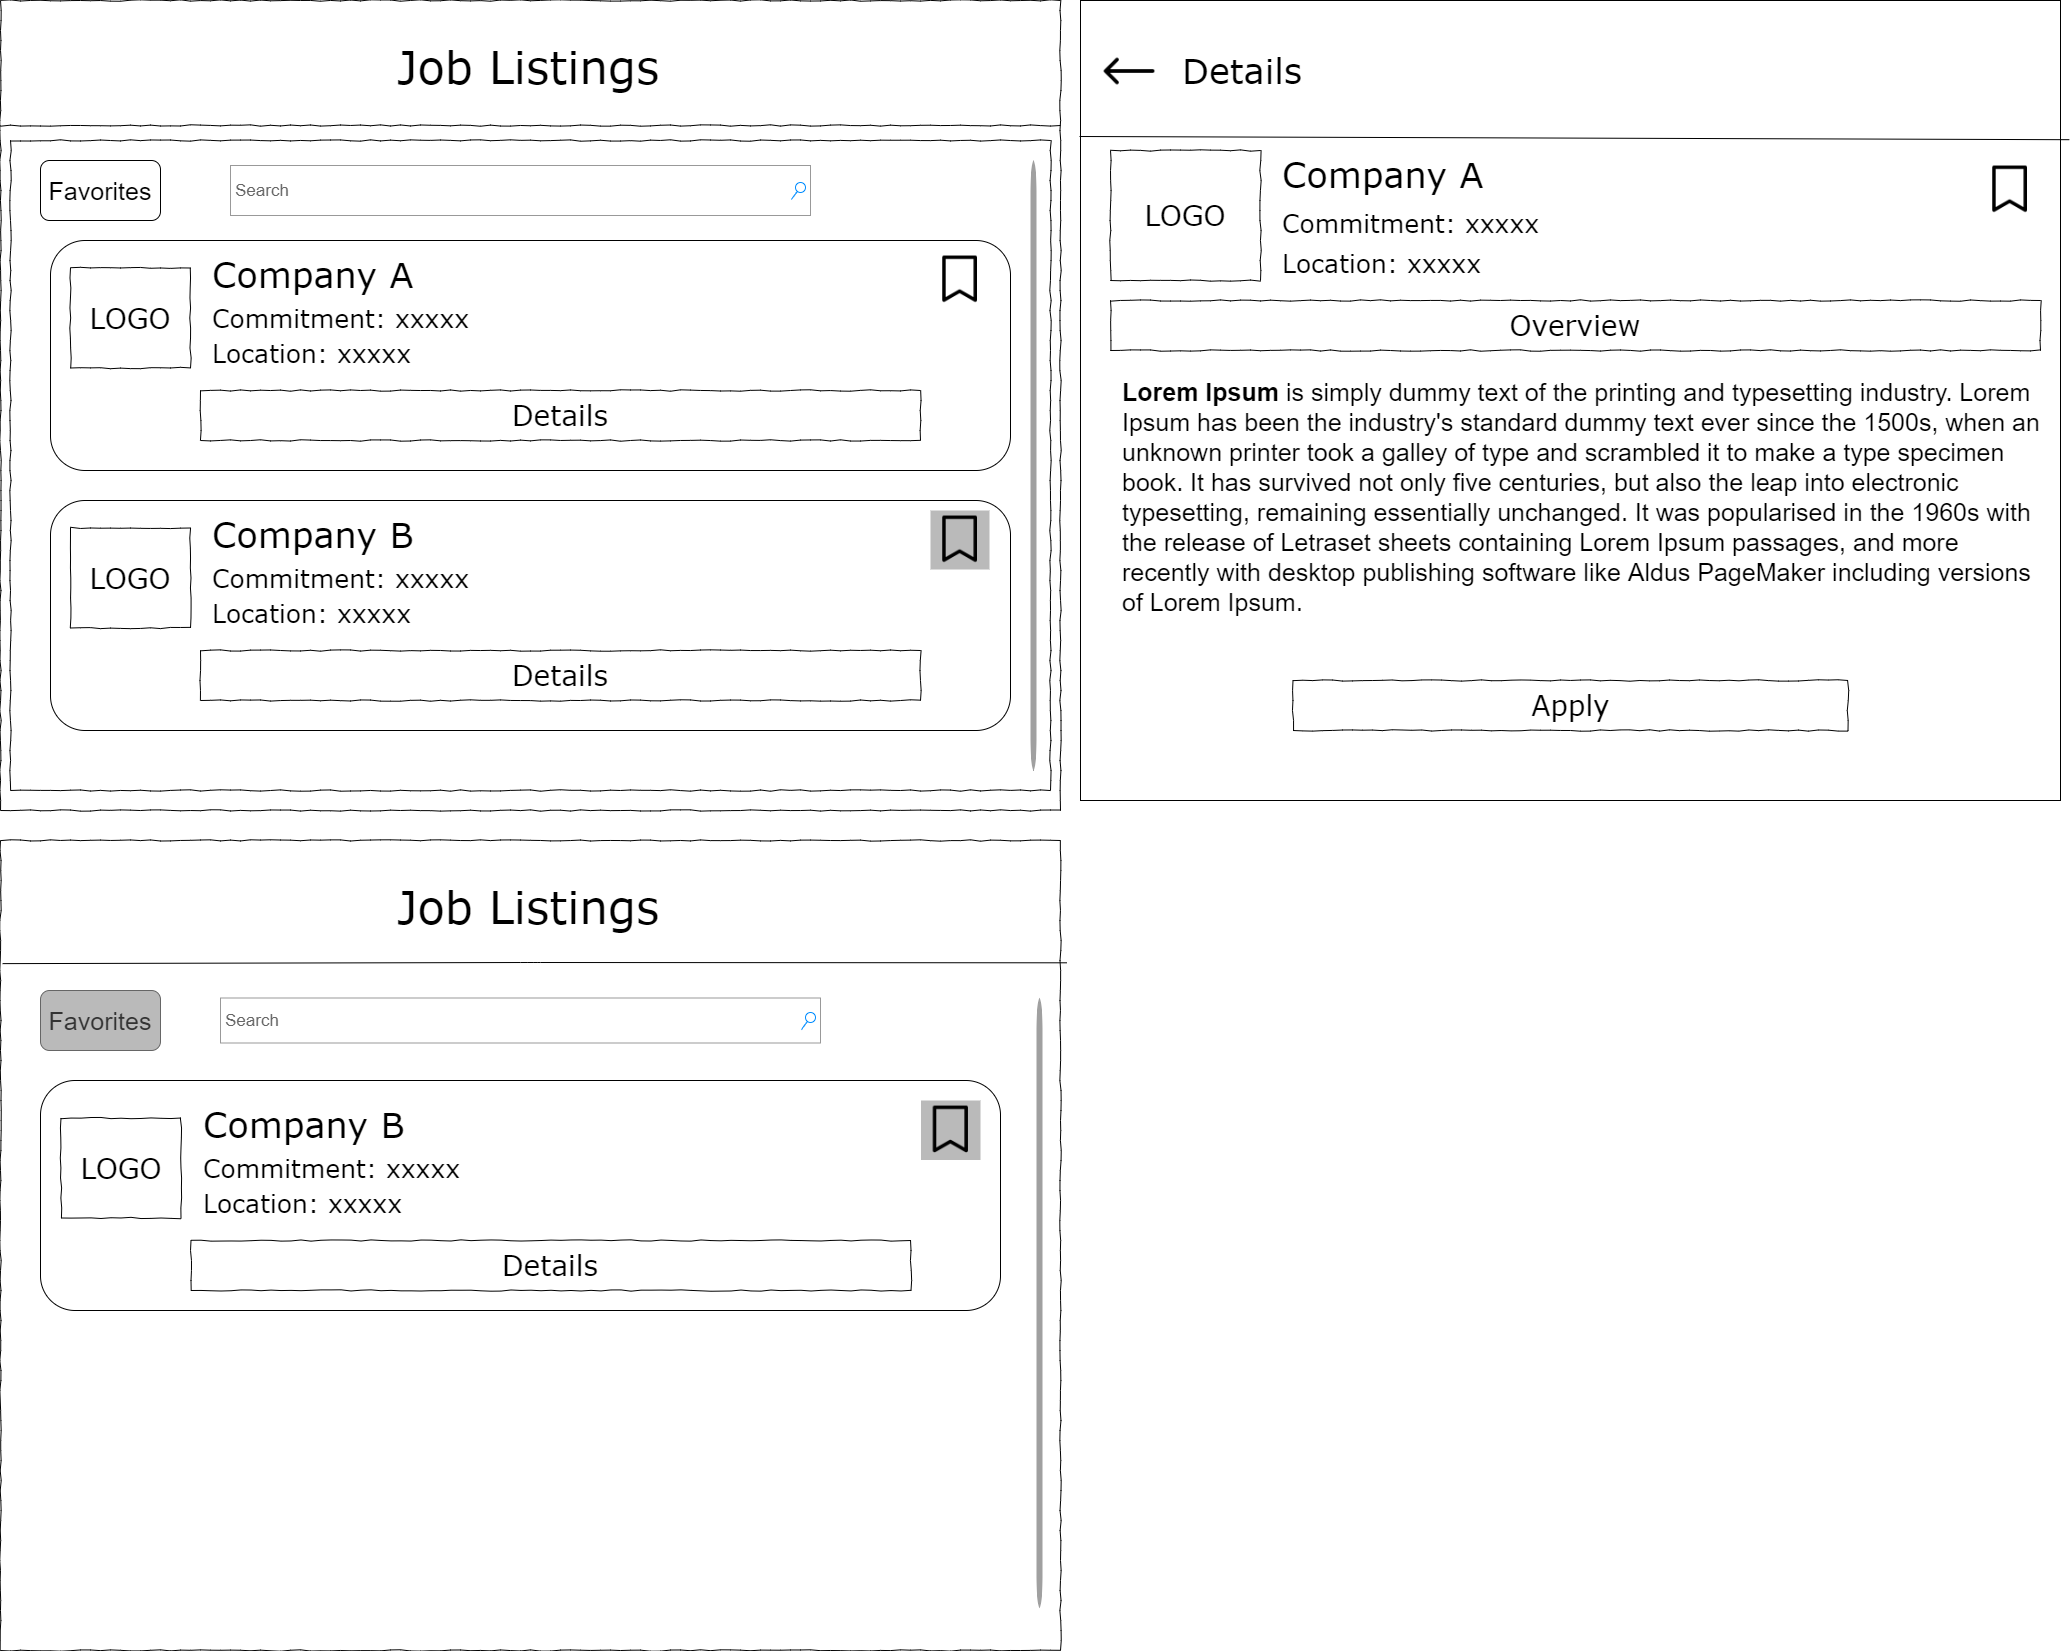 Job Listings
Favorites
Search
LOGO
Company A
Commitment: xxxxx
Location: xxxxx
Details
LOGO
Company B
Commitment: xxxxx
Location: xxxxx
Details
Details
LOGO
Company A
Commitment: xxxxx
Location: xxxxx
Overview
Lorem Ipsum is simply dummy text of the printing and typesetting industry. Lorem
Ipsum has been the industry's standard dummy text ever since the 1500s, when an
unknown printer took a galley of type and scrambled it to make a type specimen
book. It has survived not only five centuries, but also the leap into electronic
typesetting, remaining essentially unchanged. It was popularised in the 1960s with
the release of Letraset sheets containing Lorem Ipsum passages, and more
recently with desktop publishing software like Aldus PageMaker including versions
of Lorem Ipsum.
Apply
Job Listings
Favorites
Search
LOGO
Company B
Commitment: xxxxx
Location: xxxxx
Details